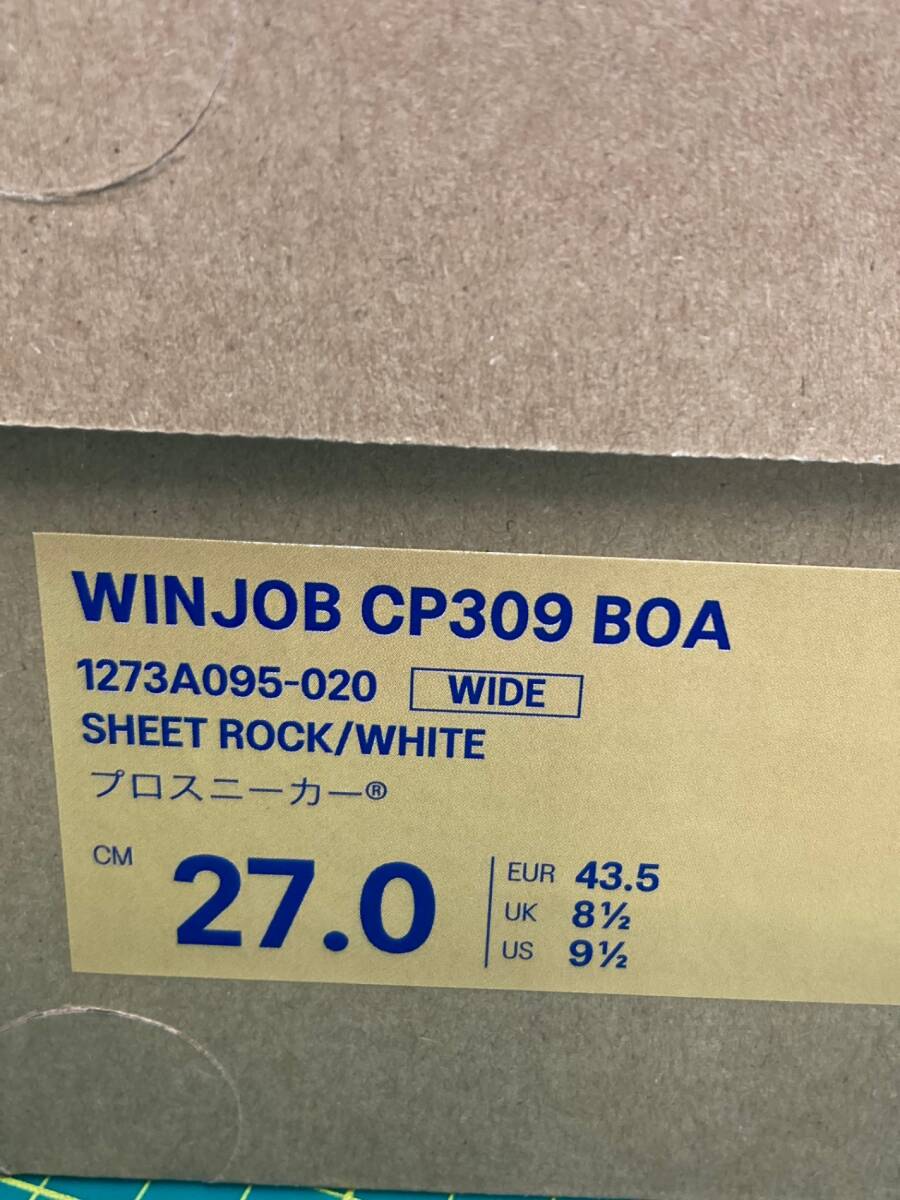 WINJOB CP309 BOA
1273A095-020 WIDE
SHEET ROCK/WHITE
プロスニーカー®
CM 27.0
EUR 43.5
UK 8½
US 9½